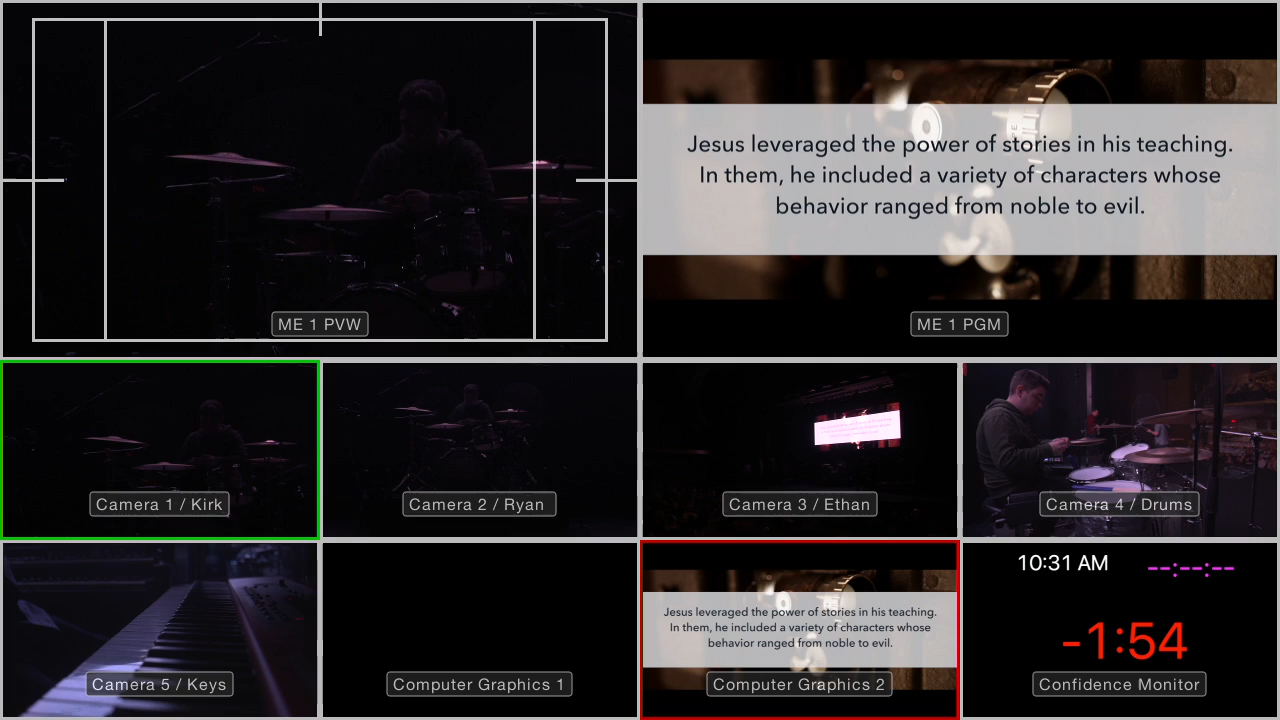 Jesus leveraged the power of stories in his teaching.
In them, he included a variety of characters whose
behavior ranged from noble to evil.
ME 1 PVW
ME 1 PGM
Camera 1 / Kirk
Camera 2 / Ryan
Camera 3 / Ethan
Camera 4 / Drums
Jesus leveraged the power of stories in his teaching.
In them, he included a variety of characters whose
behavior ranged from noble to evil.
10:31 AM
--:--:--
-1:54
Camera 5 / Keys
Computer Graphics 1
Computer Graphics 2
Confidence Monitor